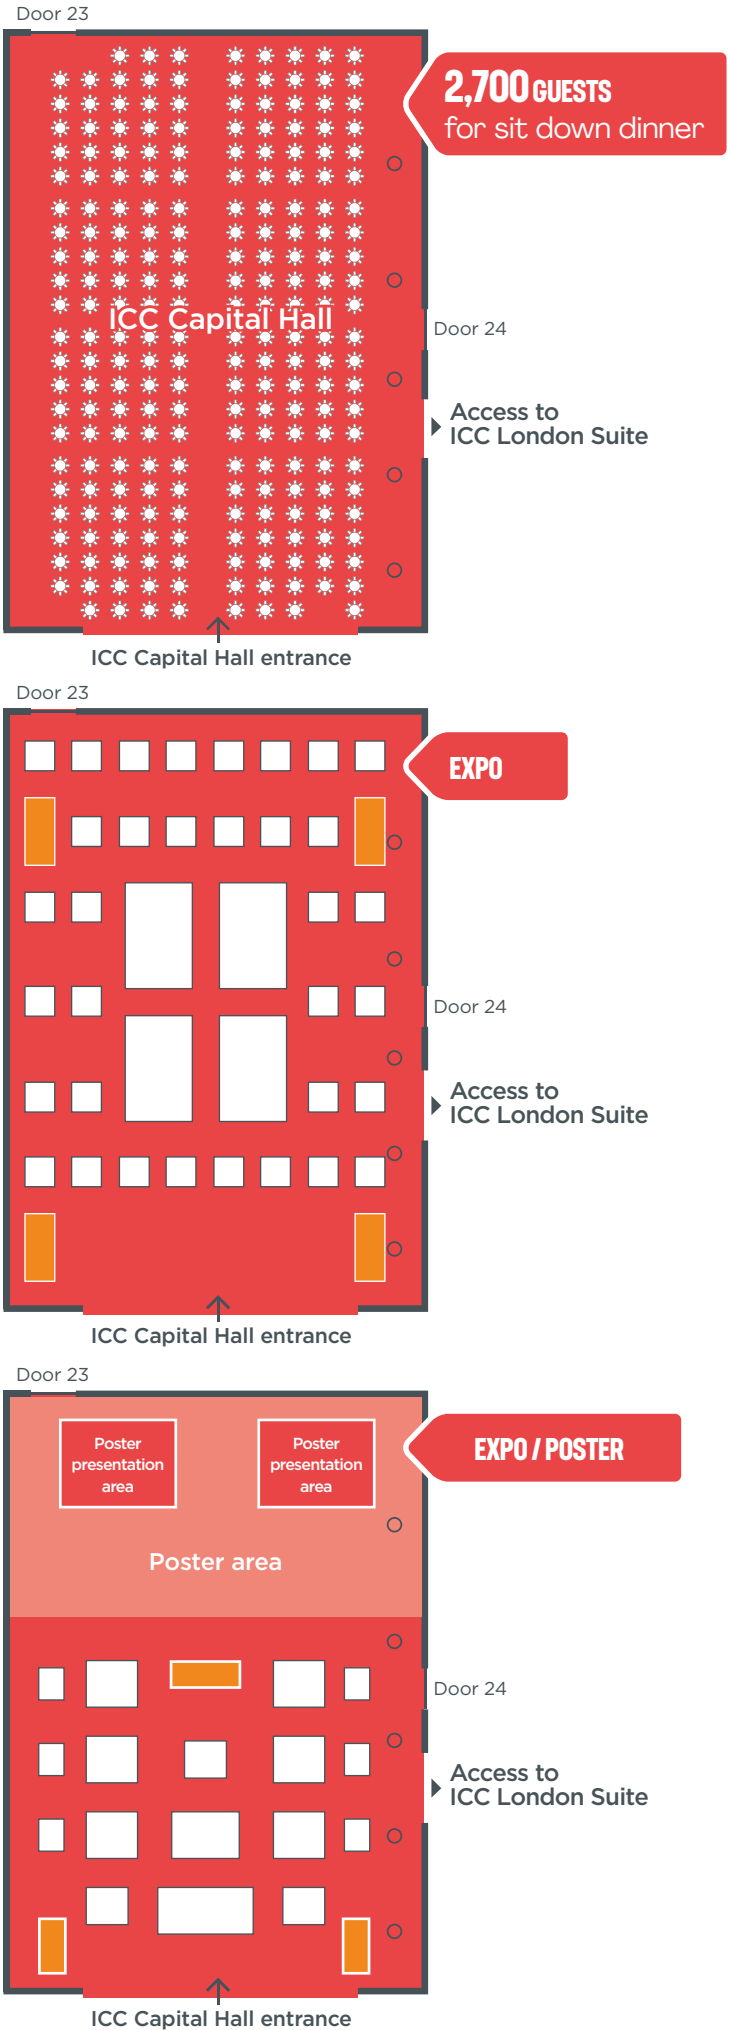 Door 23
2,700 GUESTS
for sit down dinner
ICC Capital Hall
Door 24
Access to
ICC London Suite
ICC Capital Hall entrance
Door 23
EXPO
Door 24
Access to
ICC London Suite
ICC Capital Hall entrance
Door 23
EXPO / POSTER
Poster
presentation
area
Poster
presentation
area
Poster area
Door 24
Access to
ICC London Suite
ICC Capital Hall entrance